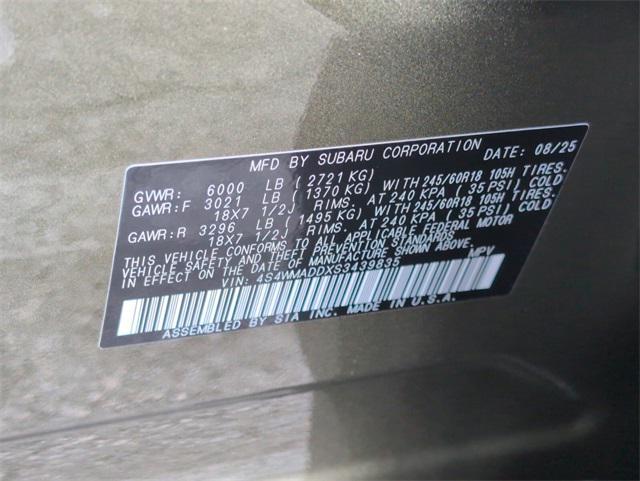 MFD BY SUBARU CORPORATION DATE: 08/25
GVWR: 6000 LB ( 2721 KG)
GAWR:F 3021 LB ( 1370 KG) WITH 245/60R18 105H TIRES.
18X7 1/2J RIMS. AT 240 KPA ( 35 PSI) COLD
GAWR:R 3296 LB ( 1495 KG) WITH 245/60R18 105H TIRES.
18X7 1/2J RIMS. AT 240 KPA ( 35 PSI) COLD.
THIS VEHICLE CONFORMS TO ALL APPLICABLE FEDERAL MOTOR
VEHICLE SAFETY AND BUMPER STANDARDS
IN EFFECT ON THE DATE OF MANUFACTURE SHOWN ABOVE.
VIN: 4S4WMADDXS3439835 MPV
ASSEMBLED BY SIA INC. MADE IN U.S.A.